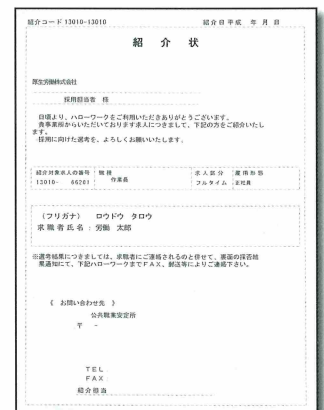 紹介コード 13010-13010 紹介日 平成 年 月 日
紹 介 状
厚生労働株式会社
採用担当者 様
日頃より、ハローワークをご利用いただきありがとうございます。
貴事業所からいただいております求人につきまして、下記の方をご紹介いたし
ます。
採用に向けた選考を、よろしくお願いいたします。
紹介対象求人の番号 職種 求人区分 雇用形態
13010- 66201 作業員 フルタイム 正社員
(フリガナ) ロウドウ タロウ
求職者氏名 : 労働 太郎
※選考結果につきましては、求職者にご連絡されるのと併せて、裏面の採否結
果通知にて、下記ハローワークまでFAX、郵送等によりご連絡下さい。
《 お問い合わせ先 》
公共職業安定所
〒 -
TEL
FAX
紹介担当